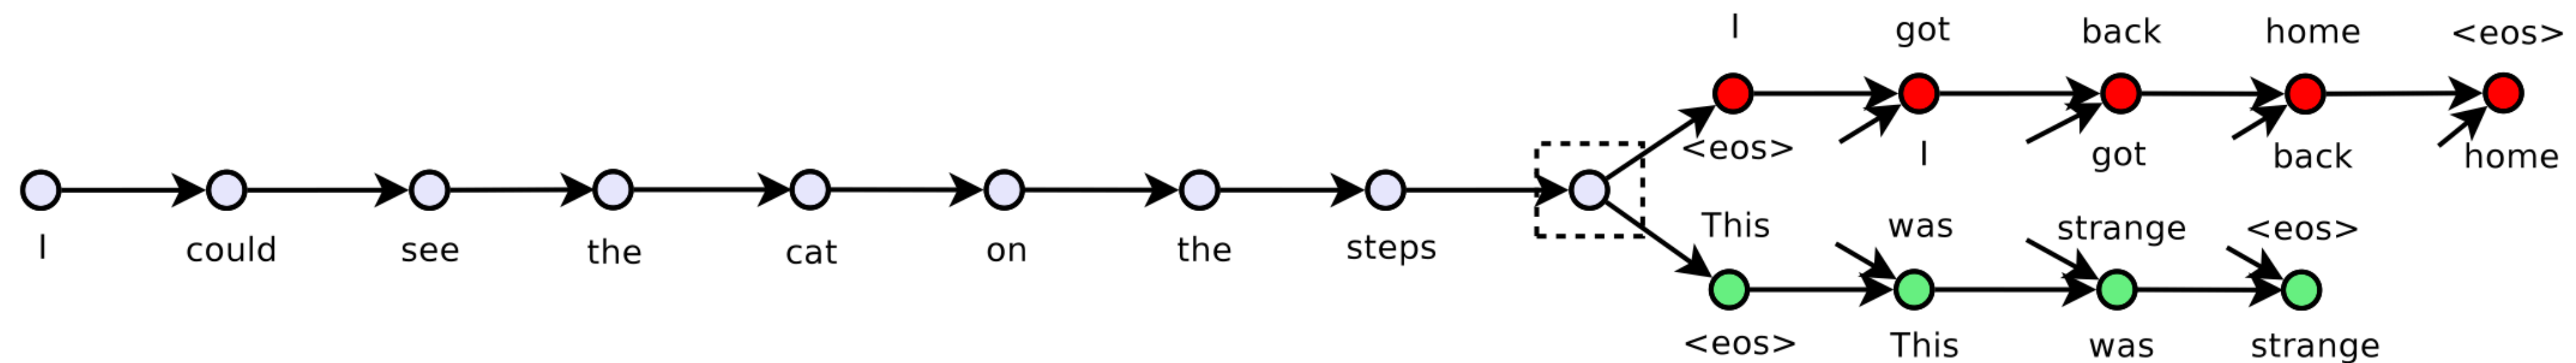 I got back home <eos>
<eos> I got back home
I could see the cat on the steps
This was strange <eos>
<eos> This was strange